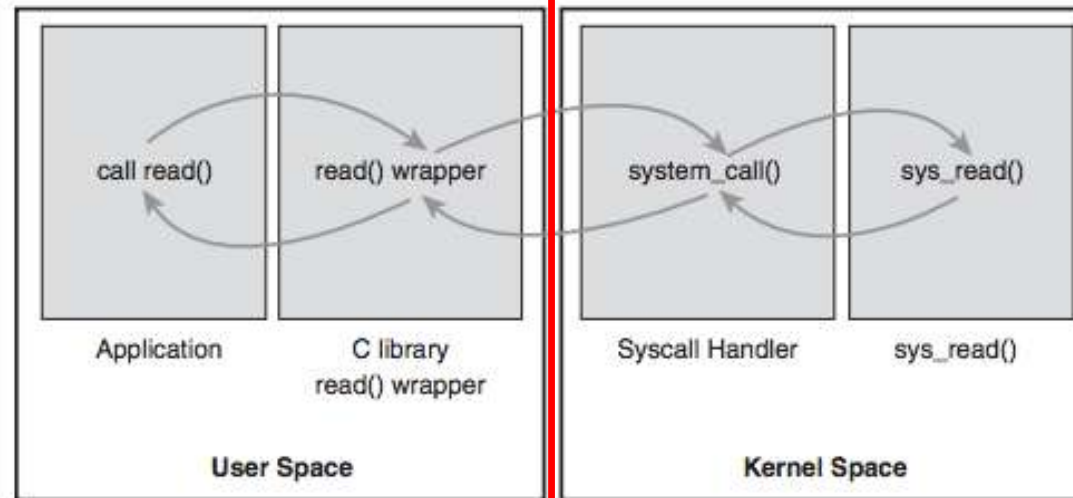 call read()
read() wrapper
system_call()
sys_read()
Application
C library
read() wrapper
Syscall Handler
sys_read()
User Space
Kernel Space